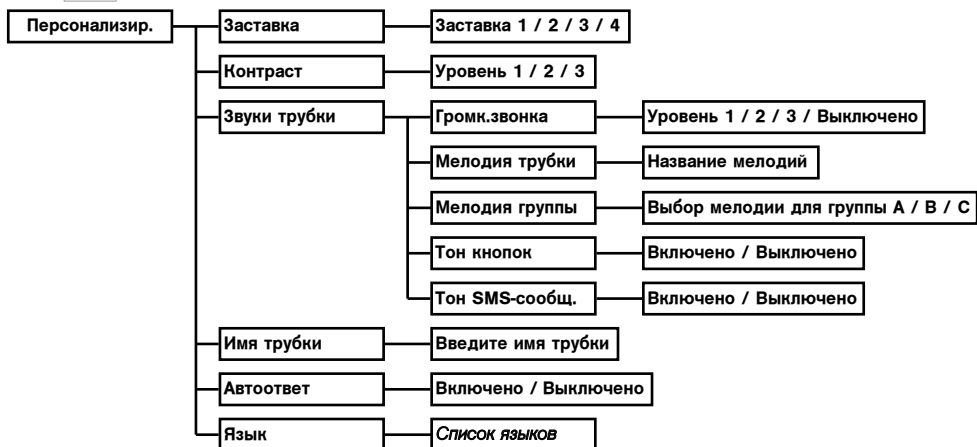 Персонализир. Заставка Заставка 1 / 2 / 3 / 4
Контраст Уровень 1 / 2 / 3
Звуки трубки Громк.звонка Уровень 1 / 2 / 3 / Выключено
Мелодия трубки Название мелодий
Мелодия группы Выбор мелодии для группы А / В / С
Тон кнопок Включено / Выключено
Тон SMS-сообщ. Включено / Выключено
Имя трубки Введите имя трубки
Автоответ Включено / Выключено
Язык Список языков